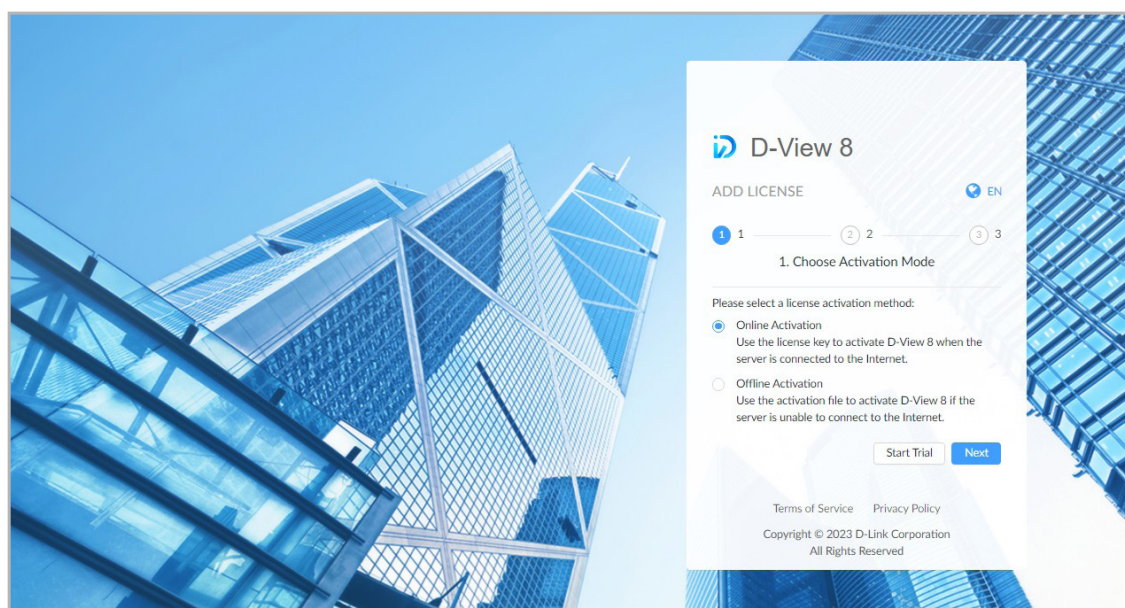 D-View 8
ADD LICENSE
EN
1 1 2 2 3 3
1. Choose Activation Mode
Please select a license activation method:
Online Activation
Use the license key to activate D-View 8 when the
server is connected to the Internet.
Offline Activation
Use the activation file to activate D-View 8 if the
server is unable to connect to the Internet.
Start Trial Next
Terms of Service Privacy Policy
Copyright © 2023 D-Link Corporation
All Rights Reserved